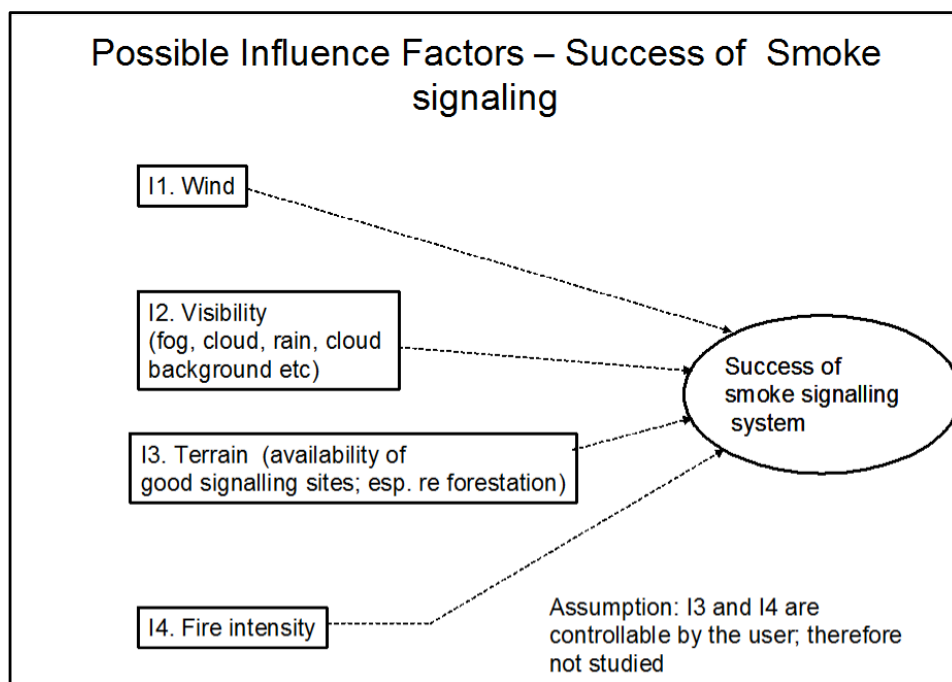 Possible Influence Factors – Success of Smoke
signaling
I1. Wind
I2. Visibility
(fog, cloud, rain, cloud
background etc)
Success of
smoke signalling
system
I3. Terrain (availability of
good signalling sites; esp. re forestation)
I4. Fire intensity
Assumption: I3 and I4 are
controllable by the user; therefore
not studied